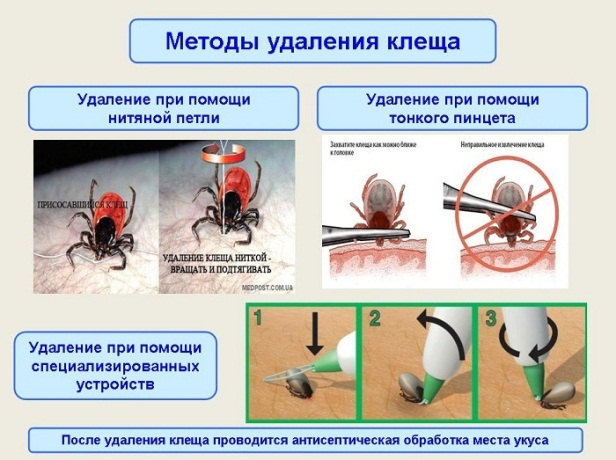 Методы удаления клеща
Удаление при помощи
нитяной петли
Удаление при помощи
тонкого пинцета
ПРИСОСАВШИЙСЯ КЛЕЩ
УДАЛЕНИЕ КЛЕЩА НИТКОЙ -
ВРАЩАТЬ И ПОДТЯГИВАТЬ
MEDPOST.COM.UA
Захватите клеща как можно ближе
к головке
Неправильное извлечение клеща
Удаление при помощи
специализированных
устройств
1
2
3
После удаления клеща проводится антисептическая обработка места укуса